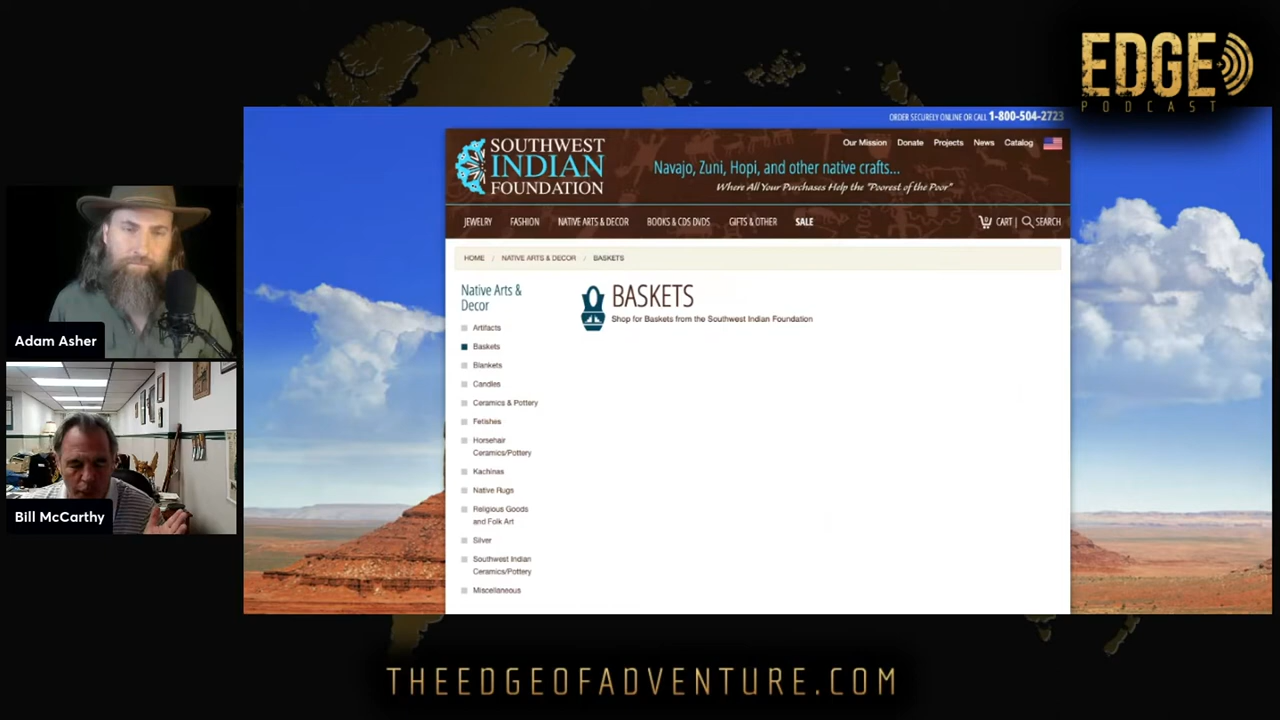 EDGE
PODCAST
ORDER SECURELY ONLINE OR CALL 1-800-504-2723
SOUTHWEST
INDIAN
FOUNDATION
Our Mission Donate Projects News Catalog
Navajo, Zuni, Hopi, and other native crafts...
Where All Your Purchases Help the "Poorest of the Poor"
JEWELRY FASHION NATIVE ARTS & DECOR BOOKS & CDS DVDS GIFTS & OTHER SALE CART | SEARCH
HOME / NATIVE ARTS & DECOR / BASKETS
Native Arts &
Decor
Artifacts
Baskets
Blankets
Candles
Ceramics & Pottery
Fetishes
Horsehair
Ceramics/Pottery
Kachinas
Native Rugs
Religious Goods
and Folk Art
Silver
Southwest Indian
Ceramics/Pottery
Miscellaneous
BASKETS
Shop for Baskets from the Southwest Indian Foundation
Adam Asher
Bill McCarthy
THEEDGEOFADVENTURE.COM